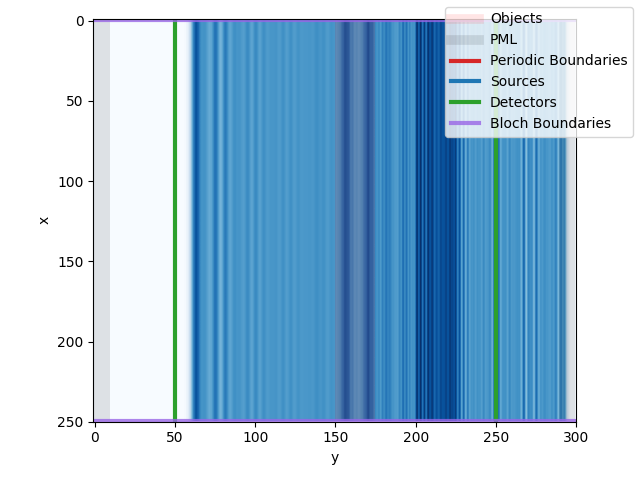 Objects
PML
Periodic Boundaries
Sources
Detectors
Bloch Boundaries
0
50
100
150
200
250
x
0 50 100 150 200 250 300
y